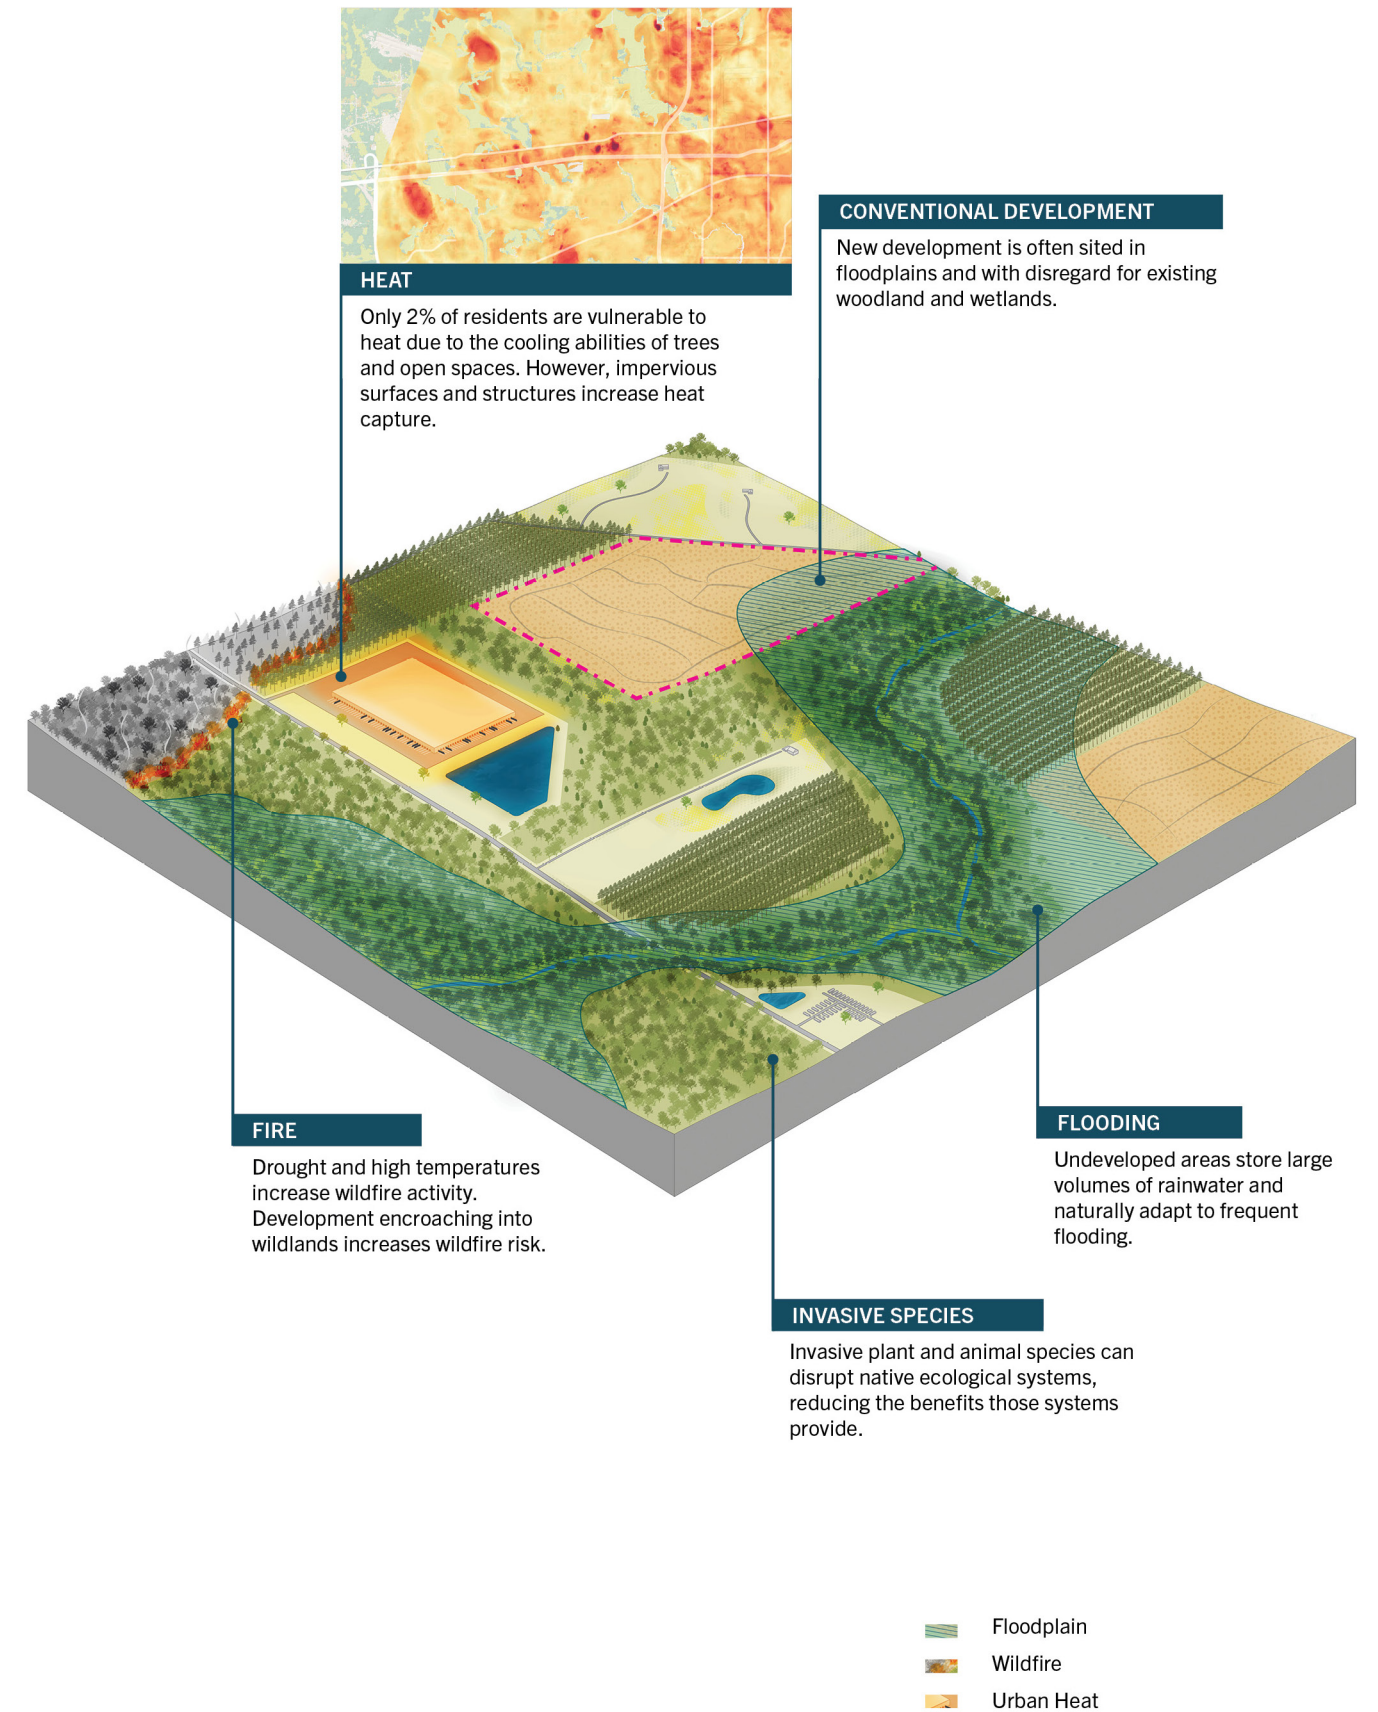 CONVENTIONAL DEVELOPMENT
New development is often sited in
floodplains and with disregard for existing
woodland and wetlands.
HEAT
Only 2% of residents are vulnerable to
heat due to the cooling abilities of trees
and open spaces. However, impervious
surfaces and structures increase heat
capture.
FIRE
Drought and high temperatures
increase wildfire activity.
Development encroaching into
wildlands increases wildfire risk.
FLOODING
Undeveloped areas store large
volumes of rainwater and
naturally adapt to frequent
flooding.
INVASIVE SPECIES
Invasive plant and animal species can
disrupt native ecological systems,
reducing the benefits those systems
provide.
Floodplain
Wildfire
Urban Heat